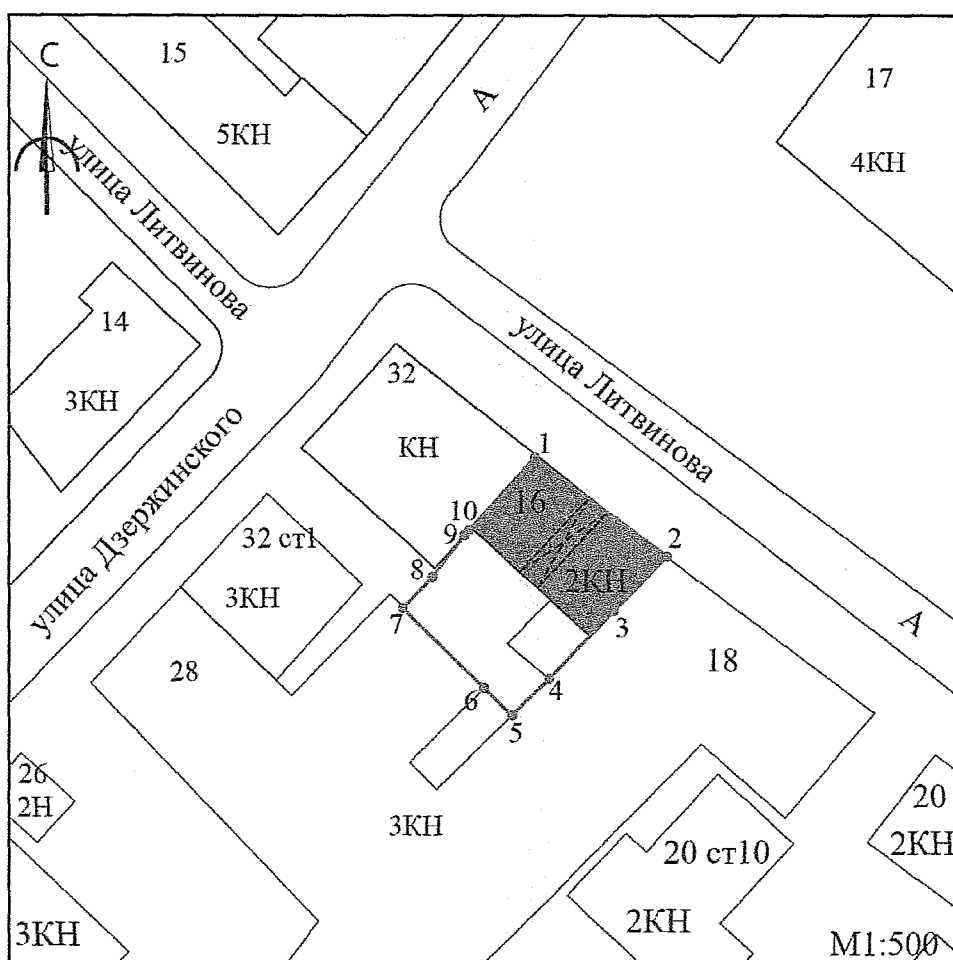 С
15
5КН
А
17
4КН
улица Литвинова
14
3КН
улица Литвинова
32
КН
улица Дзержинского
1
16
10
9
2
2КН
32 ст1
3КН
8
7
3
А
18
28
4
6
5
26
2Н
3КН
20
2КН
20 ст10
2КН
3КН
М1:500